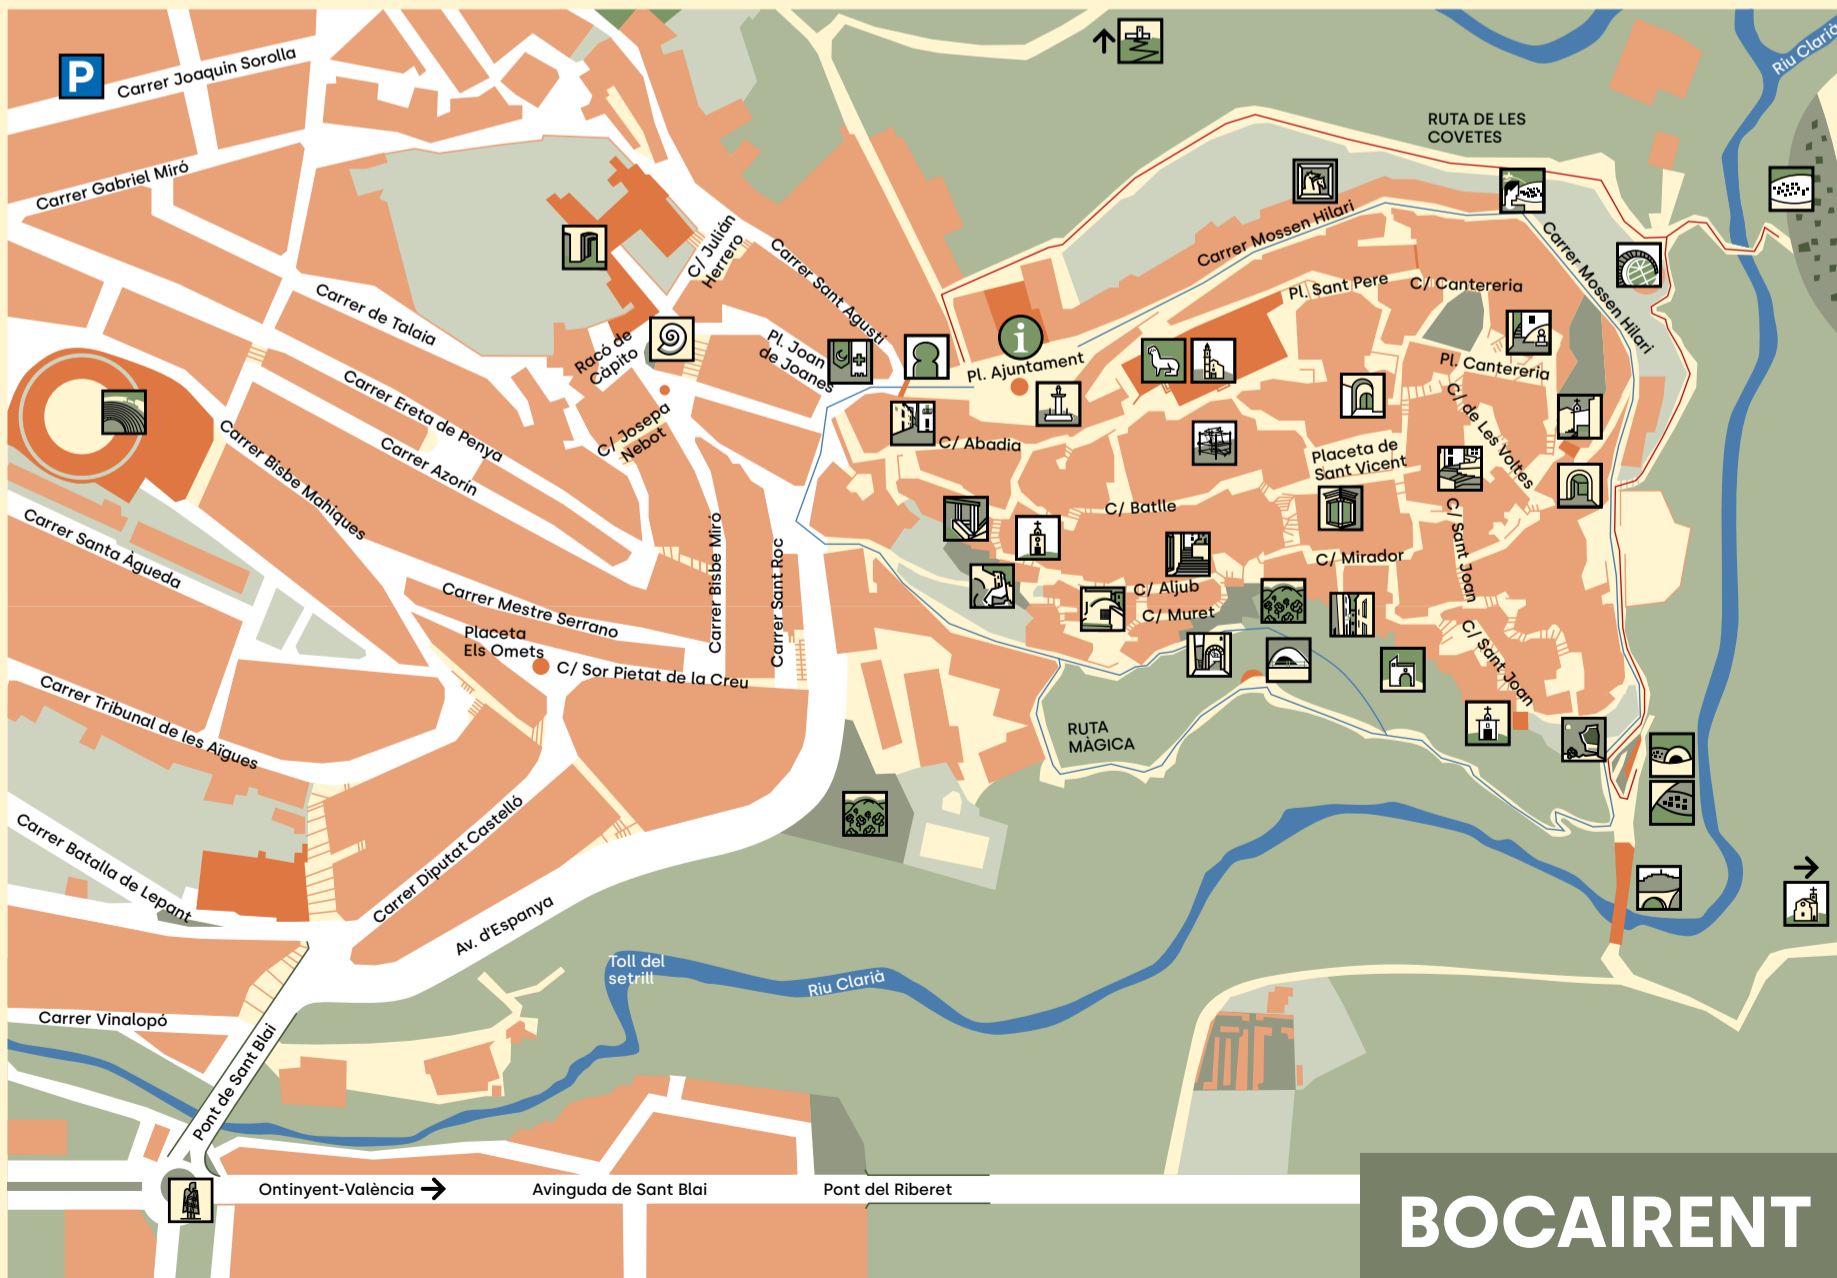 P
Carrer Joaquin Sorolla
Carrer Gabriel Miró
RUTA DE LES
COVETES
Riu Clarià
C/ Julián
Herrero
Carrer Sant Agustí
Carrer Mossen Hilari
Carrer Mossen Hilari
Pl. Sant Pere
C/ Cantereria
Carrer de Talaia
Racó de
Cápito
Pl. Joan
de Joanes
i
Pl. Ajuntament
Pl. Cantereria
Carrer Ereta de Penya
Carrer Azorín
C/ Josepa
Nebot
C/ Abadia
C/ de Les Voltes
Placeta de
Sant Vicent
Carrer Bisbe Mahiques
C/ Batlle
Carrer Santa Àgueda
Carrer Bisbe Miró
Carrer Sant Roc
C/ Sant Joan
C/ Mirador
C/ Aljub
C/ Muret
Carrer Mestre Serrano
Placeta
Els Omets
C/ Sor Pietat de la Creu
C/ Sant Joan
Carrer Tribunal de les Aïgues
RUTA
MÀGICA
Carrer Batalla de Lepant
Carrer Diputat Castelló
Av. d'Espanya
Toll del
setrill
Riu Clarià
Carrer Vinalopó
Pont de Sant Blai
Ontinyent-València
Avinguda de Sant Blai
Pont del Riberet
BOCAIRENT